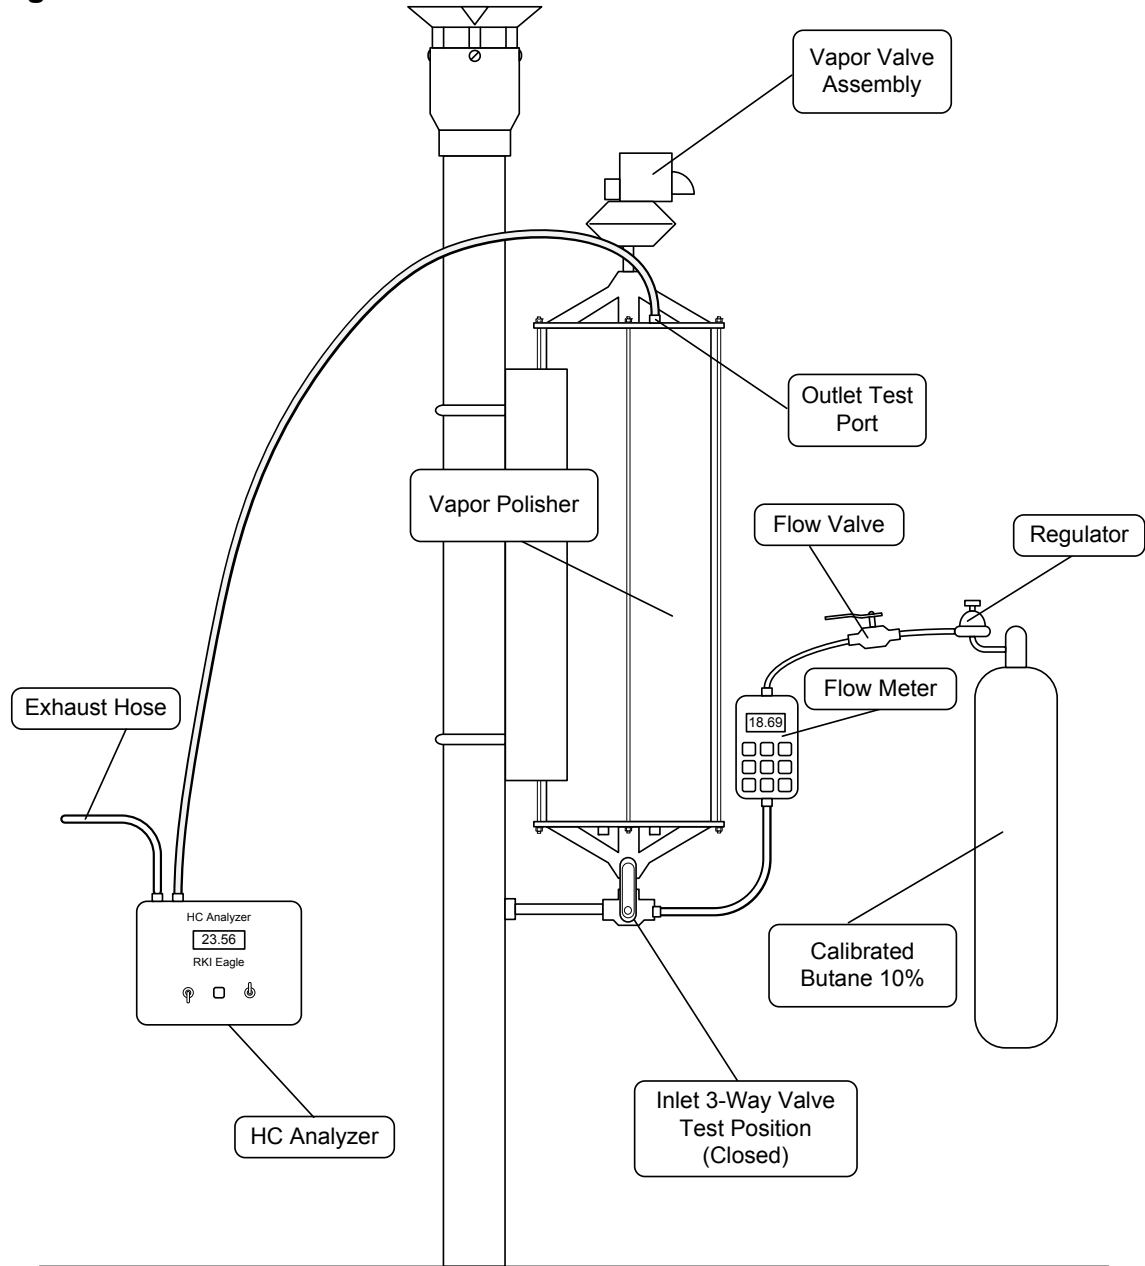 g
Vapor Valve
Assembly
Outlet Test
Port
Vapor Polisher
Flow Valve
Regulator
Flow Meter
18.69
Exhaust Hose
HC Analyzer
23.56
RKI Eagle
Calibrated
Butane 10%
Inlet 3-Way Valve
Test Position
(Closed)
HC Analyzer